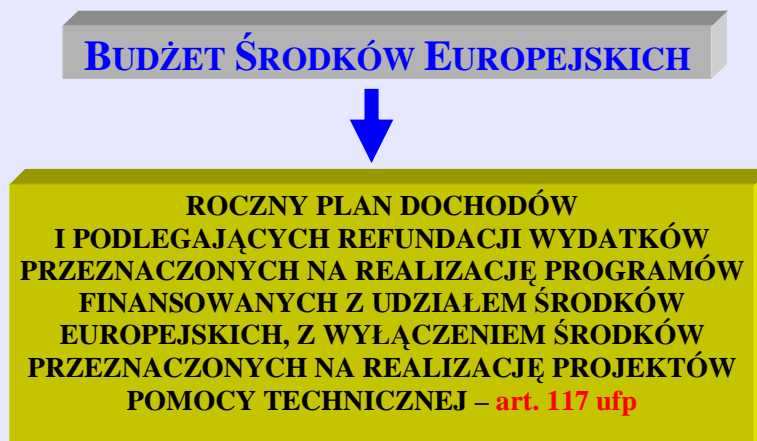 BUDŻET ŚRODKÓW EUROPEJSKICH
ROCZNY PLAN DOCHODÓW
I PODLEGAJĄCYCH REFUNDACJI WYDATKÓW
PRZEZNACZONYCH NA REALIZACJĘ PROGRAMÓW
FINANSOWANYCH Z UDZIAŁEM ŚRODKÓW
EUROPEJSKICH, Z WYŁĄCZENIEM ŚRODKÓW
PRZEZNACZONYCH NA REALIZACJĘ PROJEKTÓW
POMOCY TECHNICZNEJ – art. 117 ufp